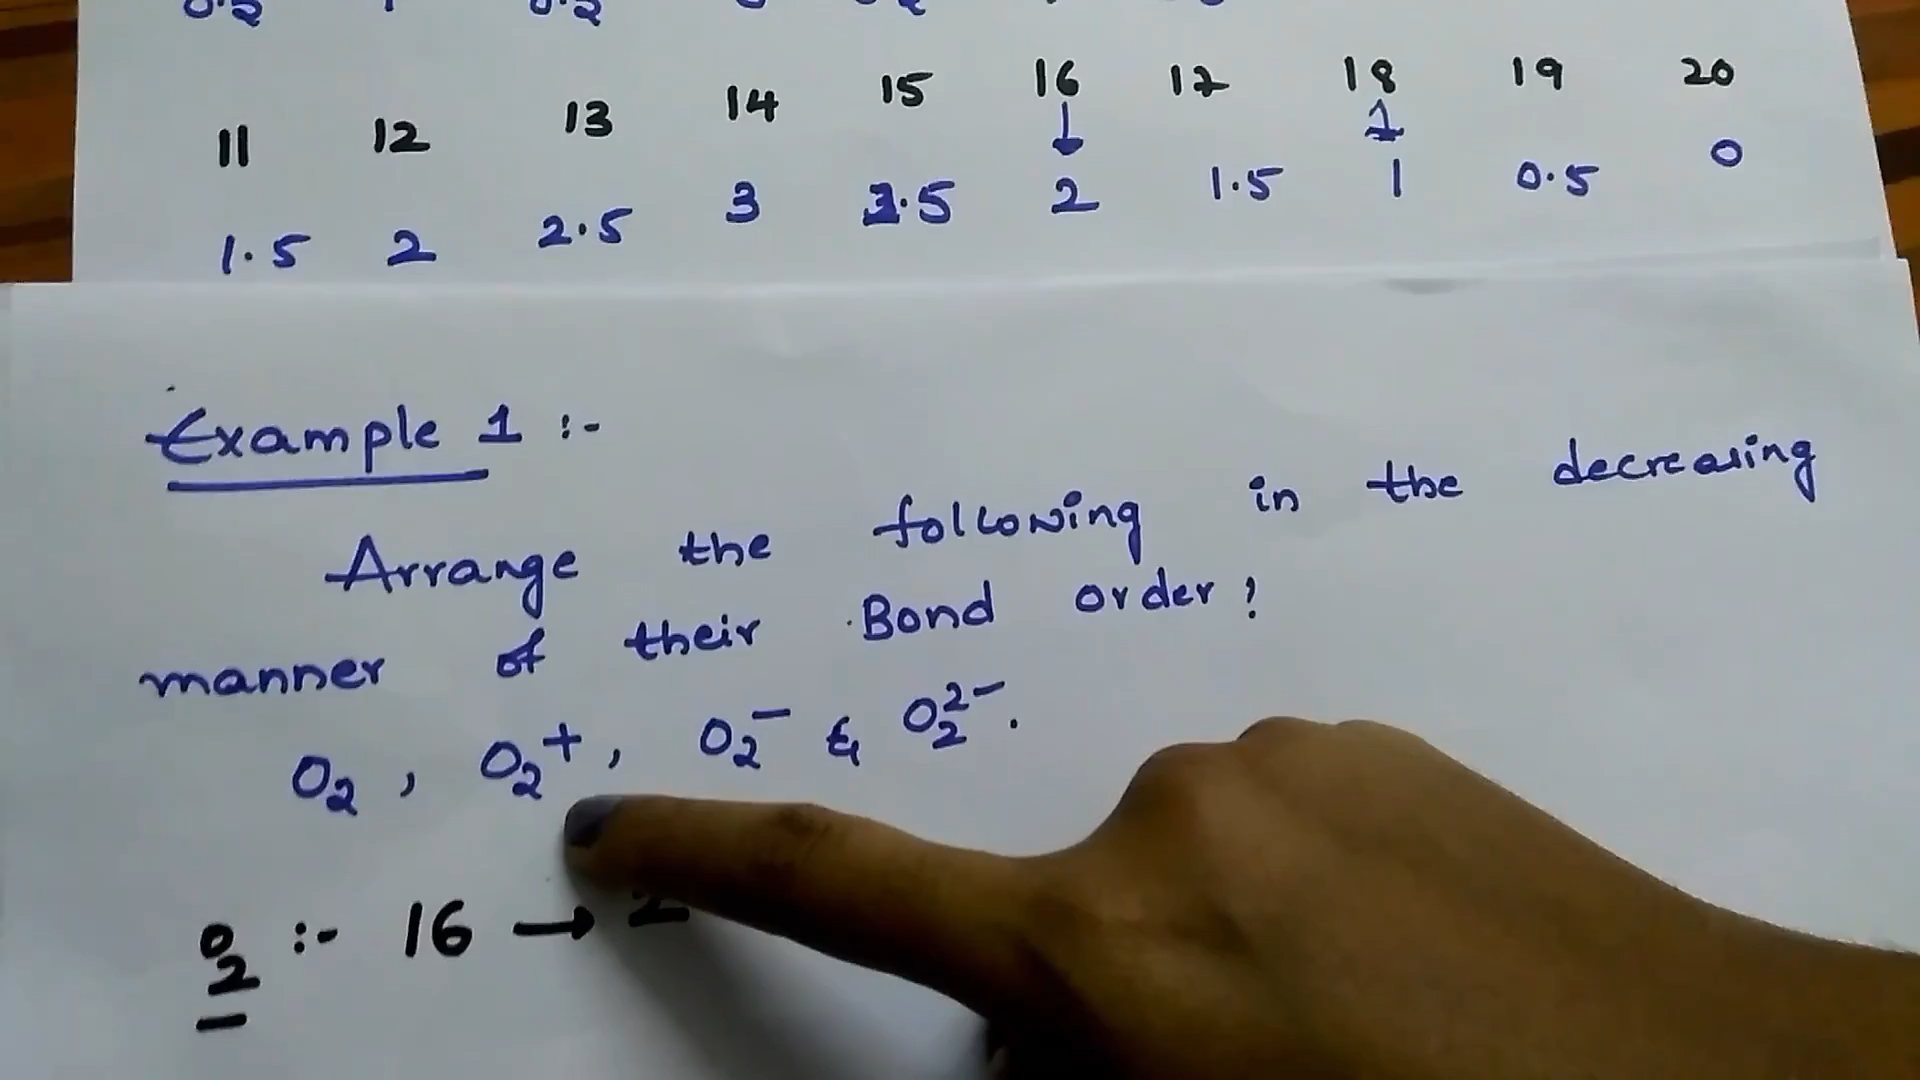 11 12 13 14 15 16 17 18 19 20
1.5 2 2.5 3 2.5 2 1.5 1 0.5 0
Example 1 :-
Arrange the following in the decreasing
manner of their Bond order?
O₂, O₂⁺, O₂⁻ & O₂²⁻.
O₂ :- 16 → 2